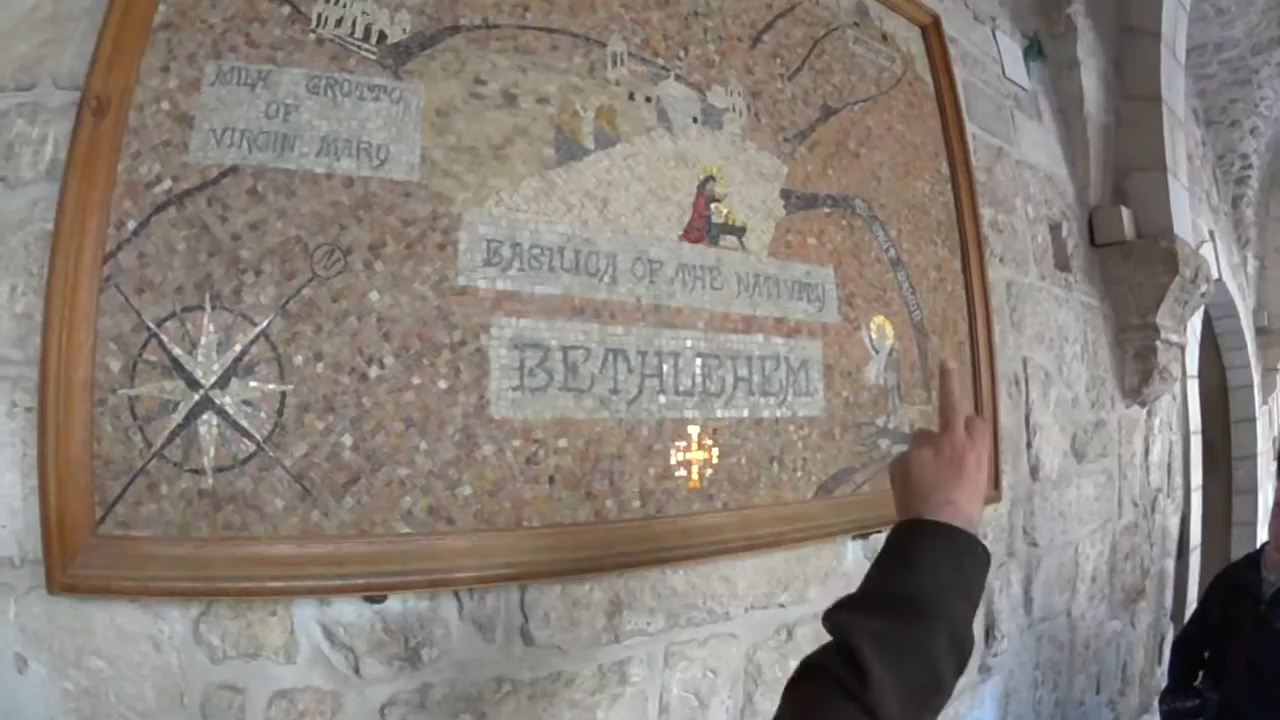 MILK GROTTO
OF
VIRGIN MARY
N
BASILICA OF THE NATIVITY
BETHLEHEM